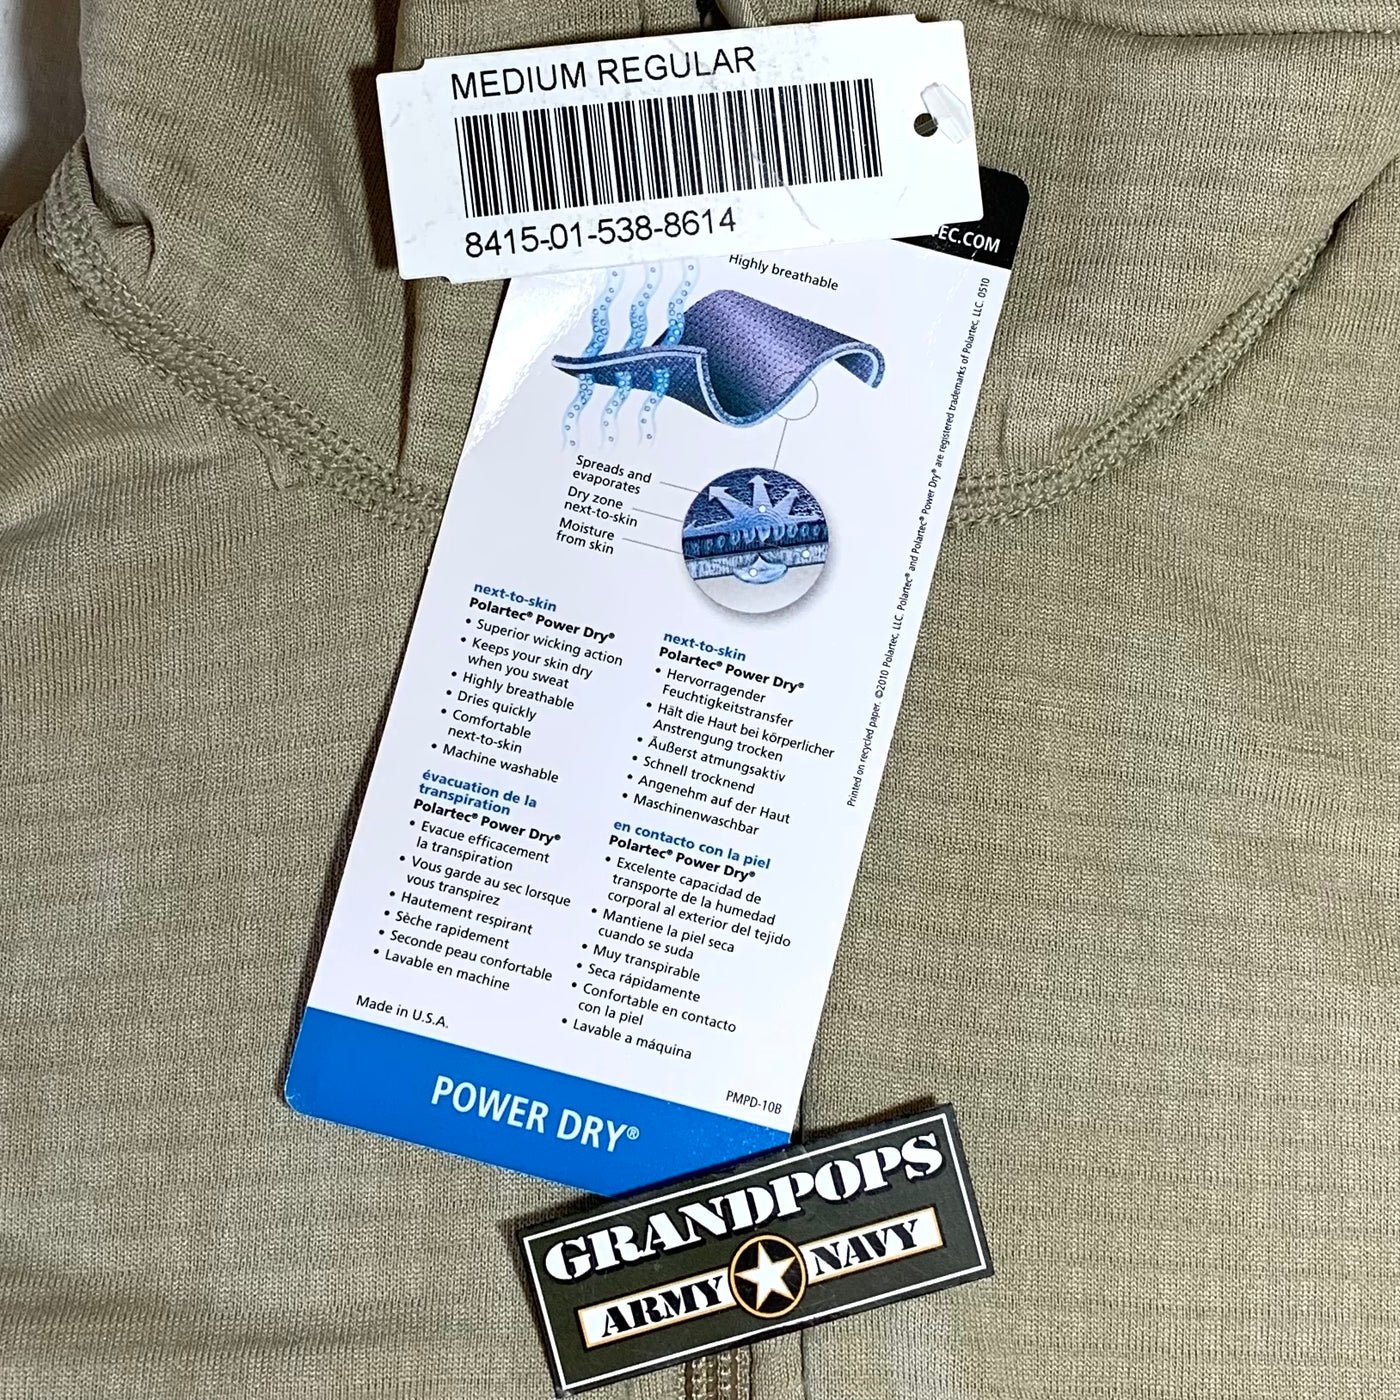 MEDIUM REGULAR
8415-01-538-8614
EC.COM
Highly breathable
Spreads and
evaporates
Dry zone
next-to-skin
Moisture
from skin
next-to-skin
Polartec® Power Dry®
• Superior wicking action
• Keeps your skin dry
when you sweat
• Highly breathable
• Dries quickly
• Comfortable
next-to-skin
• Machine washable
évacuation de la
transpiration
Polartec® Power Dry®
• Evacue efficacement
la transpiration
• Vous garde au sec lorsque
vous transpirez
• Hautement respirant
• Sèche rapidement
• Seconde peau confortable
• Lavable en machine
next-to-skin
Polartec® Power Dry®
• Hervorragender
Feuchtigkeitstransfer
• Hält die Haut bei körperlicher
Anstrengung trocken
• Äußerst atmungsaktiv
• Schnell trocknend
• Angenehm auf der Haut
• Maschinenwaschbar
en contacto con la piel
Polartec® Power Dry®
• Excelente capacidad de
transporte de la humedad
corporal al exterior del tejido
• Mantiene la piel seca
cuando se suda
• Muy transpirable
• Seca rápidamente
• Confortable en contacto
con la piel
• Lavable a máquina
Printed on recycled paper. ©2010 Polartec, LLC. Polartec® and Polartec® Power Dry® are registered trademarks of Polartec, LLC. 0510
Made in U.S.A.
PMPD-10B
POWER DRY®
GRANDPOPS
ARMY NAVY